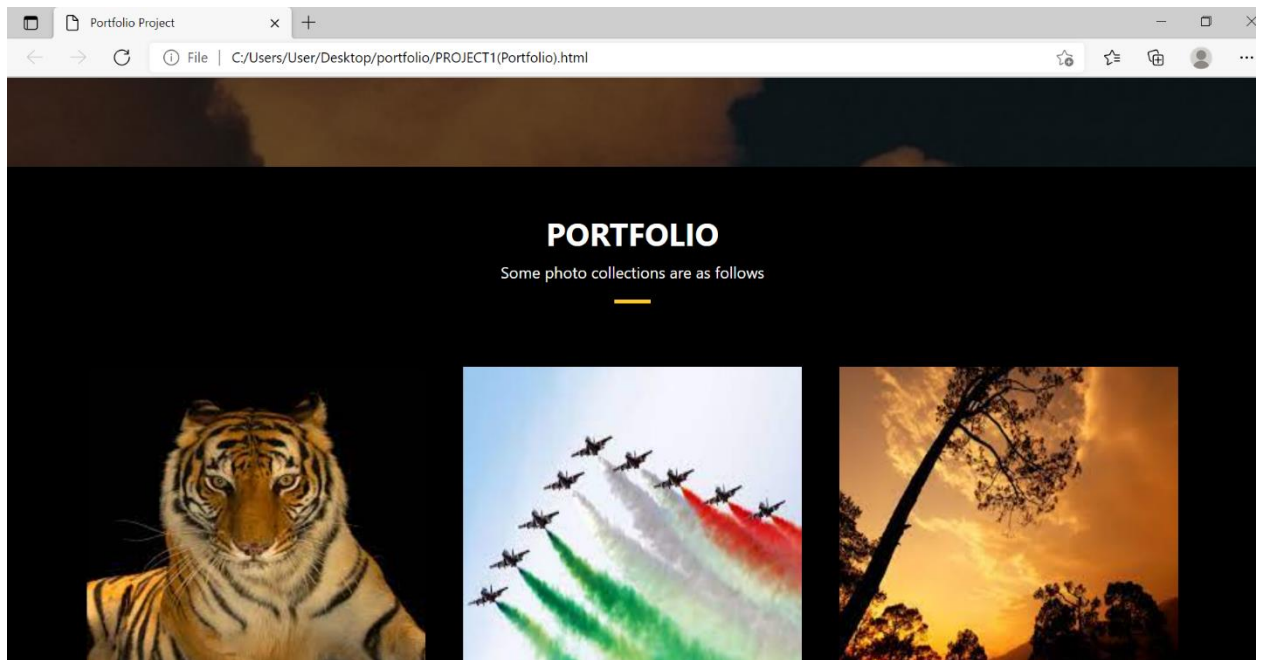 Portfolio Project
File | C:/Users/User/Desktop/portfolio/PROJECT1(Portfolio).html
PORTFOLIO
Some photo collections are as follows